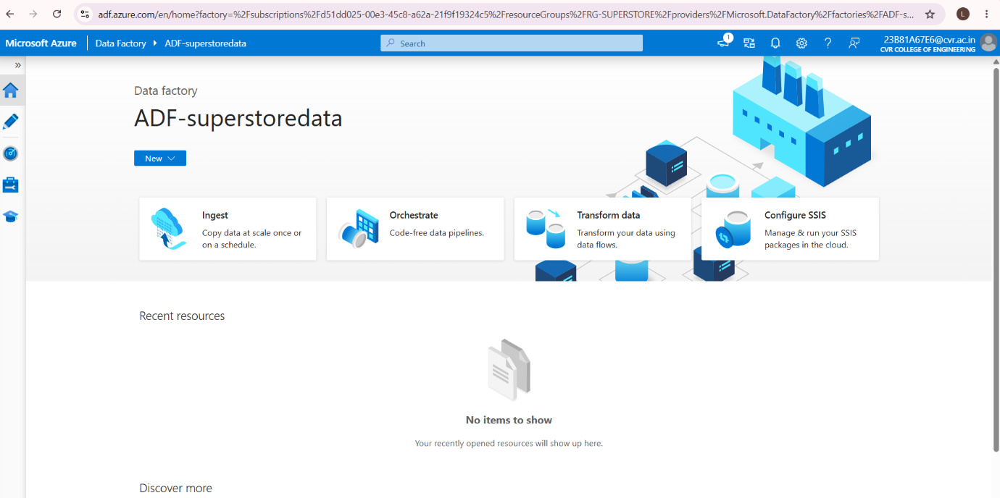 adf.azure.com/en/home?factory=%2Fsubscriptions%2Fd51dd025-00e3-45c8-a62a-21f9f19324c5%2FresourceGroups%2FRG-SUPERSTORE%2Fproviders%2FMicrosoft.DataFactory%2Ffactories%2FADF-s...
L
Microsoft Azure
Data Factory
ADF-superstoredata
Search
1
23B81A67E6@cvr.ac.in
CVR COLLEGE OF ENGINEERING
Data factory
ADF-superstoredata
New
Ingest
Copy data at scale once or
on a schedule.
Orchestrate
Code-free data pipelines.
Transform data
Transform your data using
data flows.
Configure SSIS
Manage & run your SSIS
packages in the cloud.
Recent resources
No items to show
Your recently opened resources will show up here.
Discover more